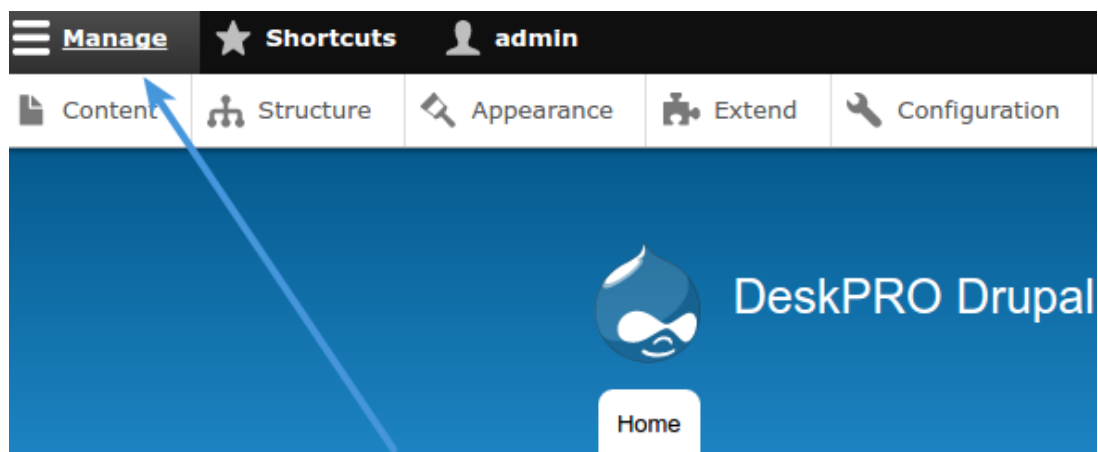 Manage Shortcuts admin
Content Structure Appearance Extend Configuration
DeskPRO Drupal
Home